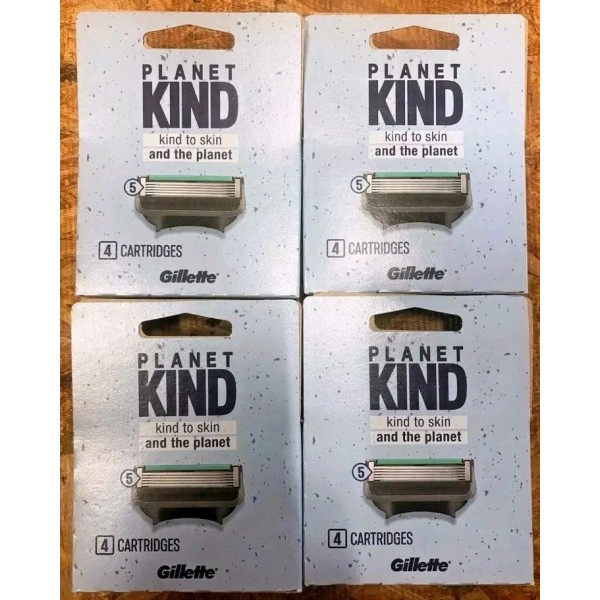 PLANET
KIND
kind to skin
and the planet
5
4 CARTRIDGES
Gillette
PLANET
KIND
kind to skin
and the planet
5
4 CARTRIDGES
Gillette
PLANET
KIND
kind to skin
and the planet
5
4 CARTRIDGES
Gillette
PLANET
KIND
kind to skin
and the planet
5
4 CARTRIDGES
Gillette